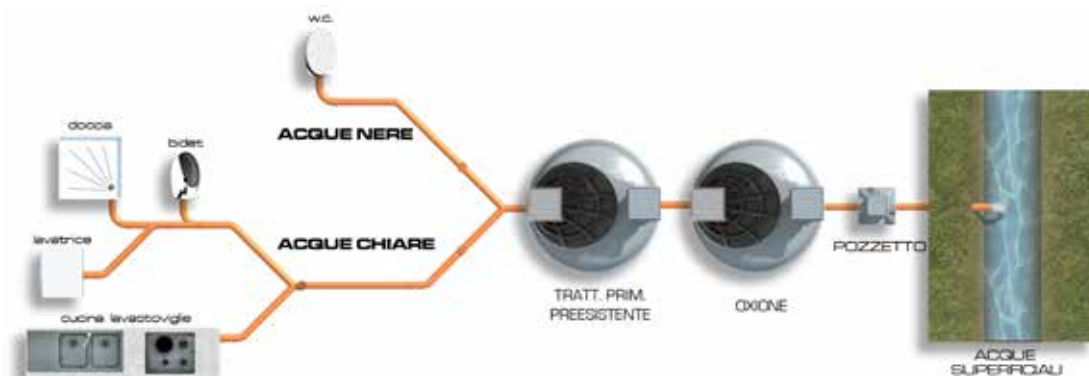 w.c.
ACQUE NERE
doccia
bidet
lavatrice
ACQUE CHIARE
cucina lavastoviglie
TRATT. PRIM.
PREESISTENTE
OXIONE
POZZETTO
ACQUE
SUPERFICIALI